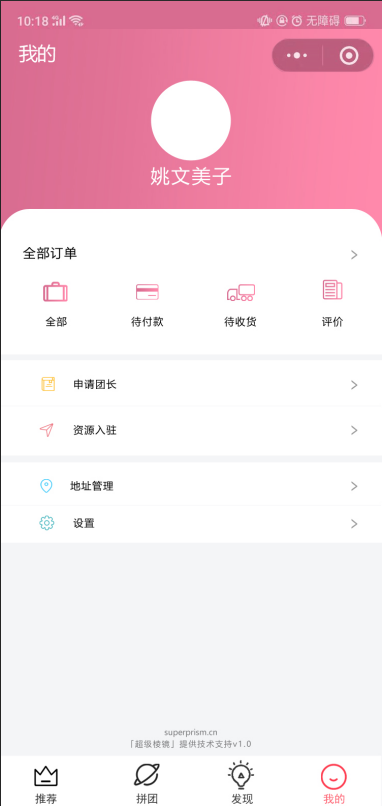 10:18
无障碍
我的
姚文美子
全部订单
全部
待付款
待收货
评价
申请团长
资源入驻
地址管理
设置
superprism.cn
「超级棱镜」提供技术支持v1.0
推荐
拼团
发现
我的